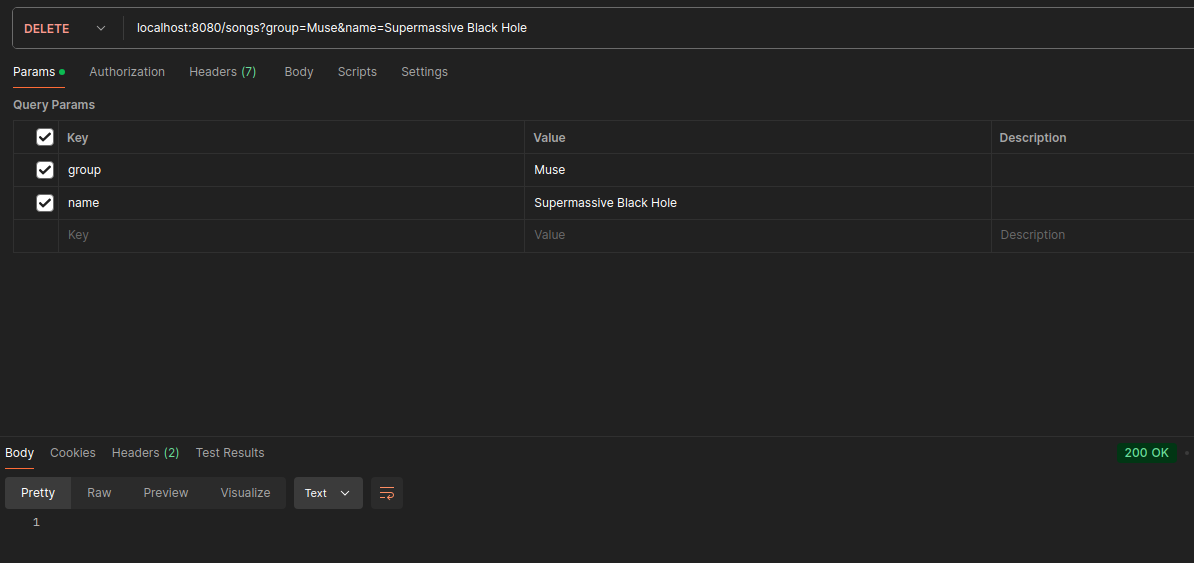 DELETE localhost:8080/songs?group=Muse&name=Supermassive Black Hole
Params Authorization Headers (7) Body Scripts Settings
Query Params
Key Value Description
group Muse
name Supermassive Black Hole
Key Value Description
Body Cookies Headers (2) Test Results 200 OK
Pretty Raw Preview Visualize Text
1